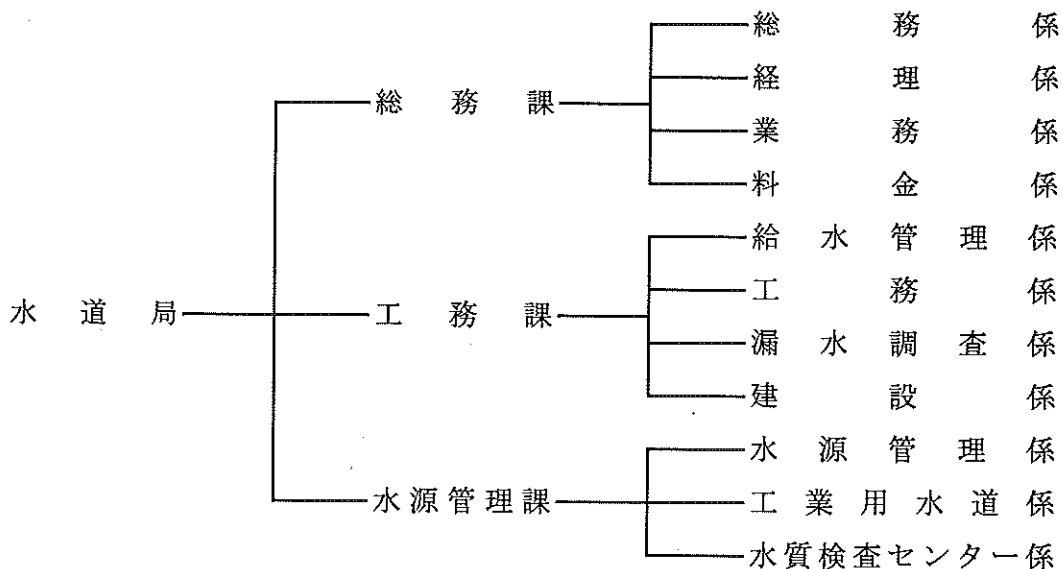 総務係
経理係
総務課
業務係
料金係
給水管理係
工務係
水道局
工務課
漏水調査係
建設係
水源管理係
水源管理課
工業用水道係
水質検査センター係